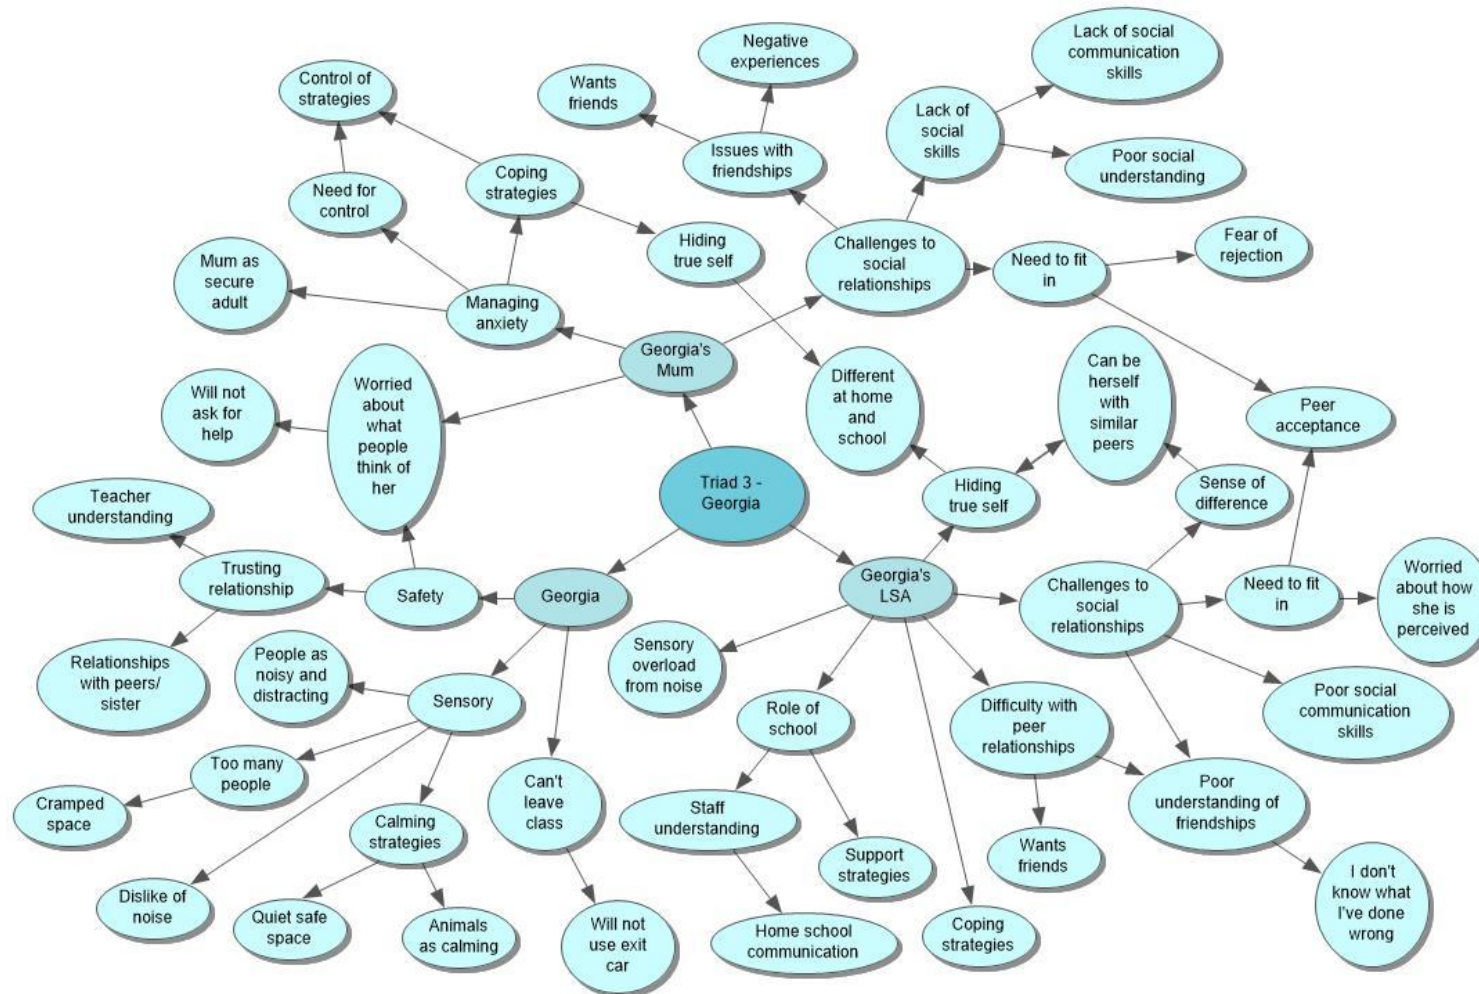 Lack of social
communication
skills
Negative
experiences
Control of
strategies
Wants
friends
Lack of
social
skills
Issues with
friendships
Poor social
understanding
Coping
strategies
Need for
control
Hiding
true self
Challenges to
social
relationships
Need to fit
in
Fear of
rejection
Mum as
secure
adult
Managing
anxiety
Georgia's
Mum
Will not
ask for
help
Worried
about
what
people
think of
her
Different
at home
and
school
Can be
herself
with
similar
peers
Peer
acceptance
Triad 3 -
Georgia
Hiding
true self
Sense of
difference
Teacher
understanding
Trusting
relationship
Safety
Georgia
Georgia's
LSA
Challenges to
social
relationships
Need to fit
in
Worried
about how
she is
perceived
Relationships
with peers/
sister
People as
noisy and
distracting
Sensory
Sensory
overload
from noise
Role of
school
Difficulty with
peer
relationships
Poor social
communication
skills
Too many
people
Cramped
space
Calming
strategies
Can't
leave
class
Staff
understanding
Support
strategies
Wants
friends
Poor
understanding of
friendships
Dislike of
noise
Quiet safe
space
Animals
as calming
Will not
use exit
car
Home school
communication
Coping
strategies
I don't
know what
I've done
wrong